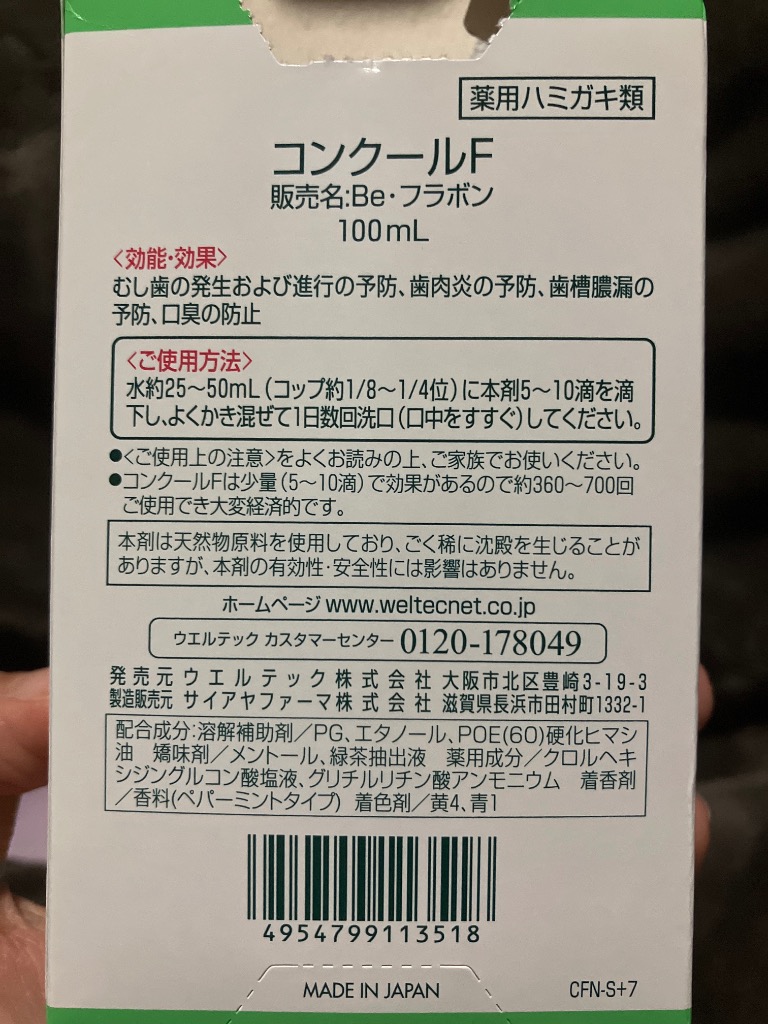 薬用ハミガキ類
コンクールF
販売名:Be・フラボン
100mL
〈効能・効果〉
むし歯の発生および進行の予防、歯肉炎の予防、歯槽膿漏の
予防、口臭の防止
〈ご使用方法〉
水約25〜50mL（コップ約1/8〜1/4位）に本剤5〜10滴を滴
下し、よくかき混ぜて1日数回洗口（口中をすすぐ）してください。
●〈ご使用上の注意〉をよくお読みの上、ご家族でお使いください。
●コンクールFは少量（5〜10滴）で効果があるので約360〜700回
ご使用でき大変経済的です。
本剤は天然物原料を使用しており、ごく稀に沈殿を生じることが
ありますが、本剤の有効性・安全性には影響はありません。
ホームページ www.weltecnet.co.jp
ウエルテック カスタマーセンター 0120-178049
発売元 ウエルテック株式会社 大阪市北区豊崎3-19-3
製造販売元 サイアヤファーマ株式会社 滋賀県長浜市田村町1332-1
配合成分:溶解補助剤／PG、エタノール、POE(60)硬化ヒマシ
油 矯味剤／メントール、緑茶抽出液 薬用成分／クロルヘキ
シジングルコン酸塩液、グリチルリチン酸アンモニウム 着香剤
／香料(ペパーミントタイプ) 着色剤／黄4、青1
4954799113518
MADE IN JAPAN
CFN-S+7